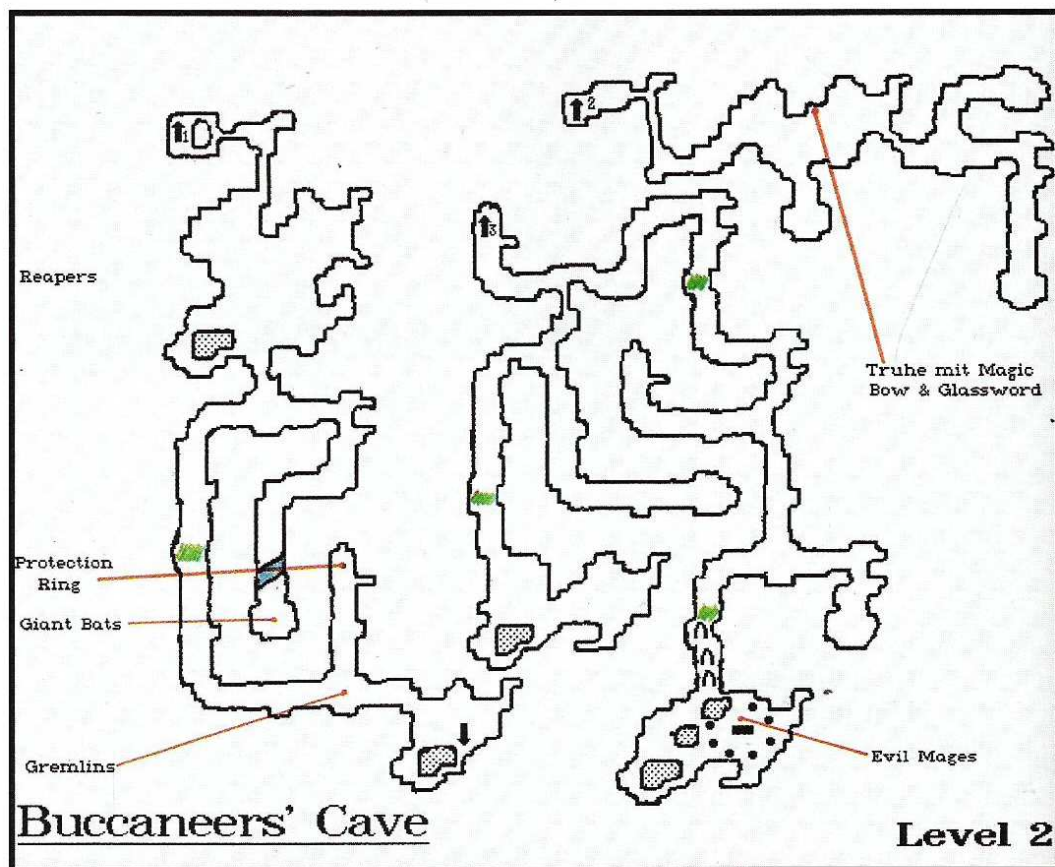 1
2
3
Reapers
Truhe mit Magic
Bow & Glassword
Protection
Ring
Giant Bats
Gremlins
Evil Mages
Buccaneers' Cave
Level 2